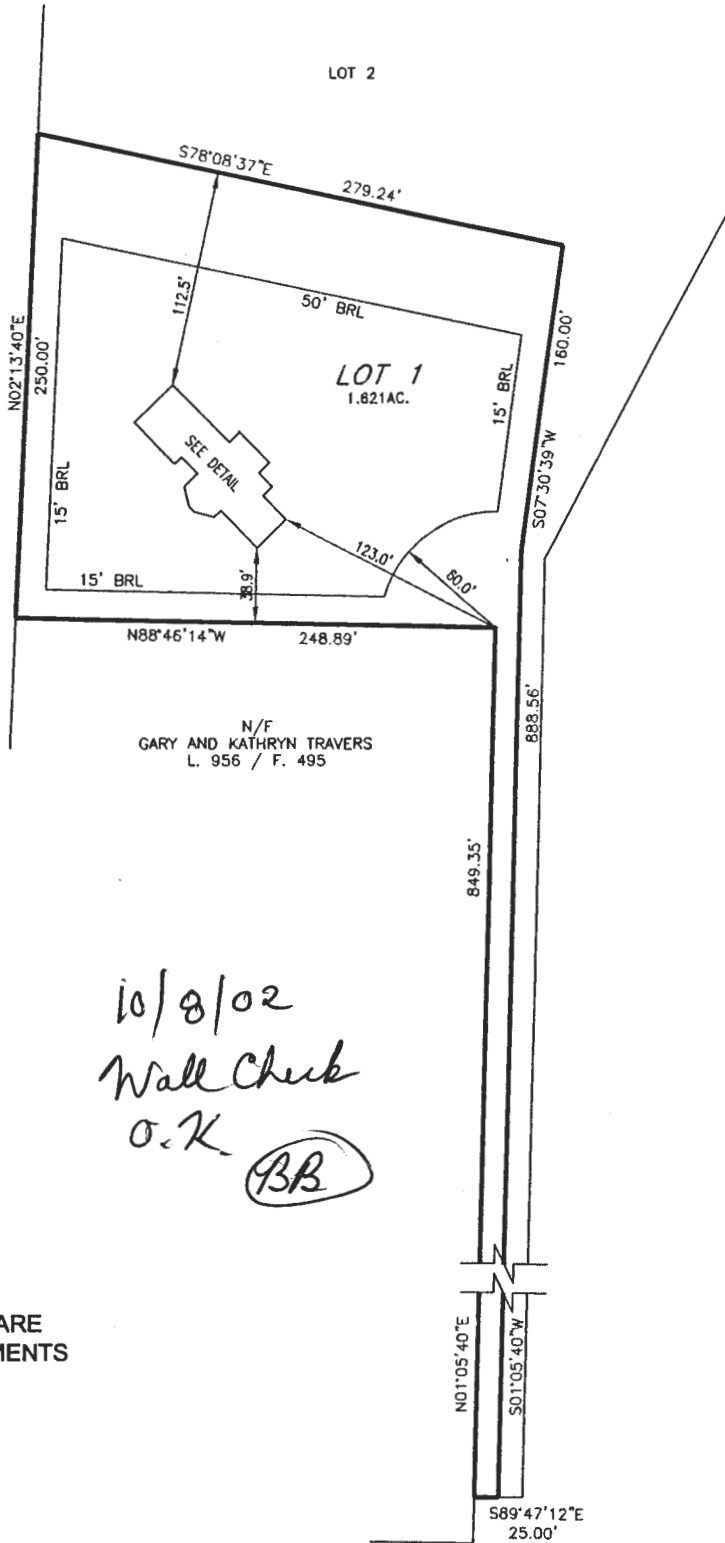 LOT 2
S78°08'37"E
279.24'
112.5'
50' BRL
N02°13'40"E
250.00'
LOT 1
1.621AC.
160.00'
15' BRL
SEE DETAIL
S07°30'39"W
15' BRL
123.0'
60.0'
15' BRL
38.9'
N88°46'14"W
248.89'
888.56'
N/F
GARY AND KATHRYN TRAVERS
L. 956 / F. 495
849.35'
10/8/02
Wall Check
O.K.
BB
ARE
MENTS
N01°05'40"E
S01°05'40"W
S89°47'12"E
25.00'